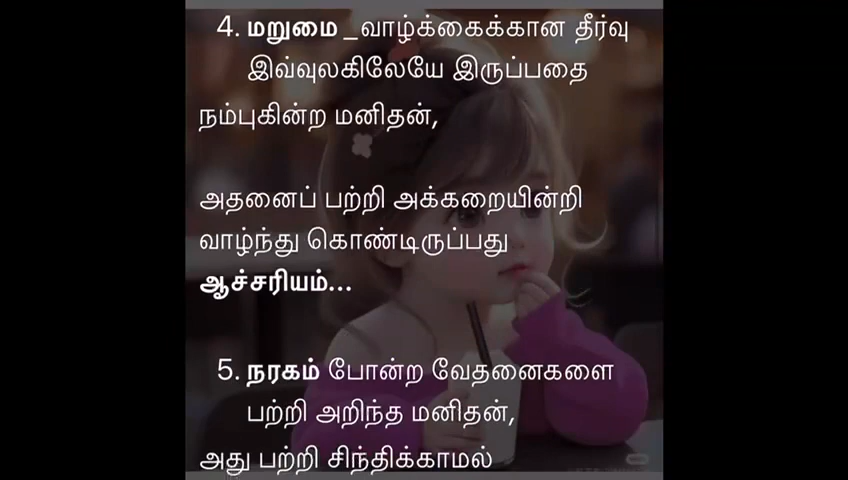 4. மறுமை _வாழ்க்கைக்கான தீர்வு
இவ்வுலகிலேயே இருப்பதை
நம்புகின்ற மனிதன்,
அதனைப் பற்றி அக்கறையின்றி
வாழ்ந்து கொண்டிருப்பது
ஆச்சரியம்...
5. நரகம் போன்ற வேதனைகளை
பற்றி அறிந்த மனிதன்,
அது பற்றி சிந்திக்காமல்